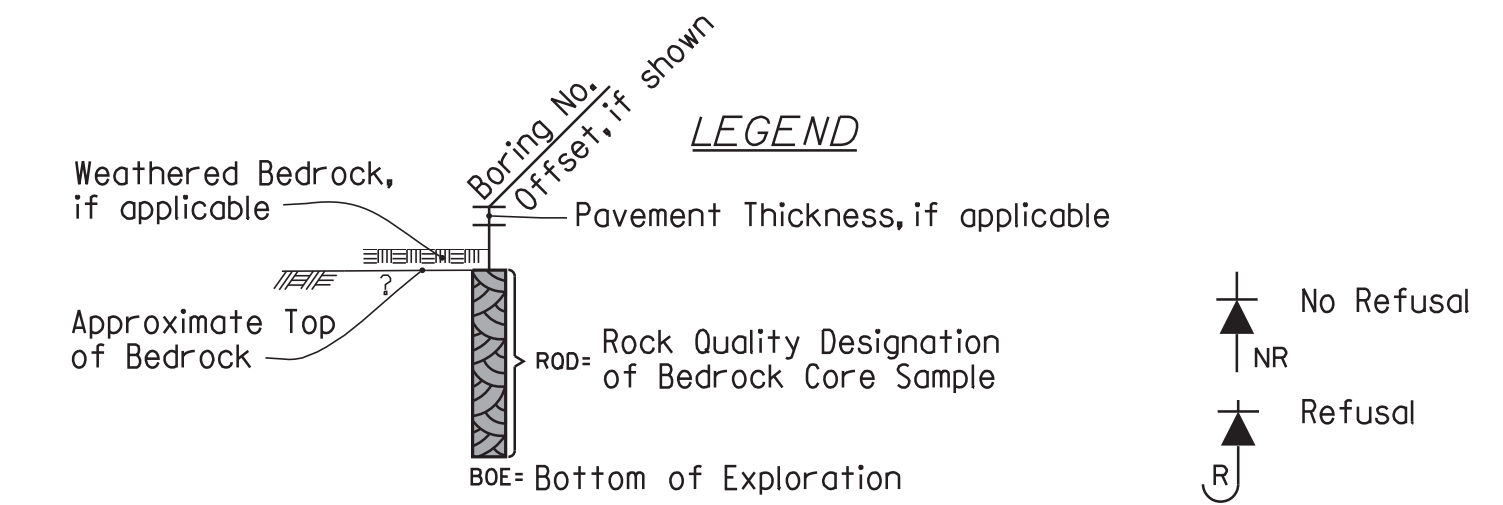 Boring No.
Offset, if shown
LEGEND
Weathered Bedrock,
if applicable
Pavement Thickness, if applicable
?
Approximate Top
of Bedrock
RQD=
Rock Quality Designation
of Bedrock Core Sample
BOE= Bottom of Exploration
No Refusal
NR
Refusal
R